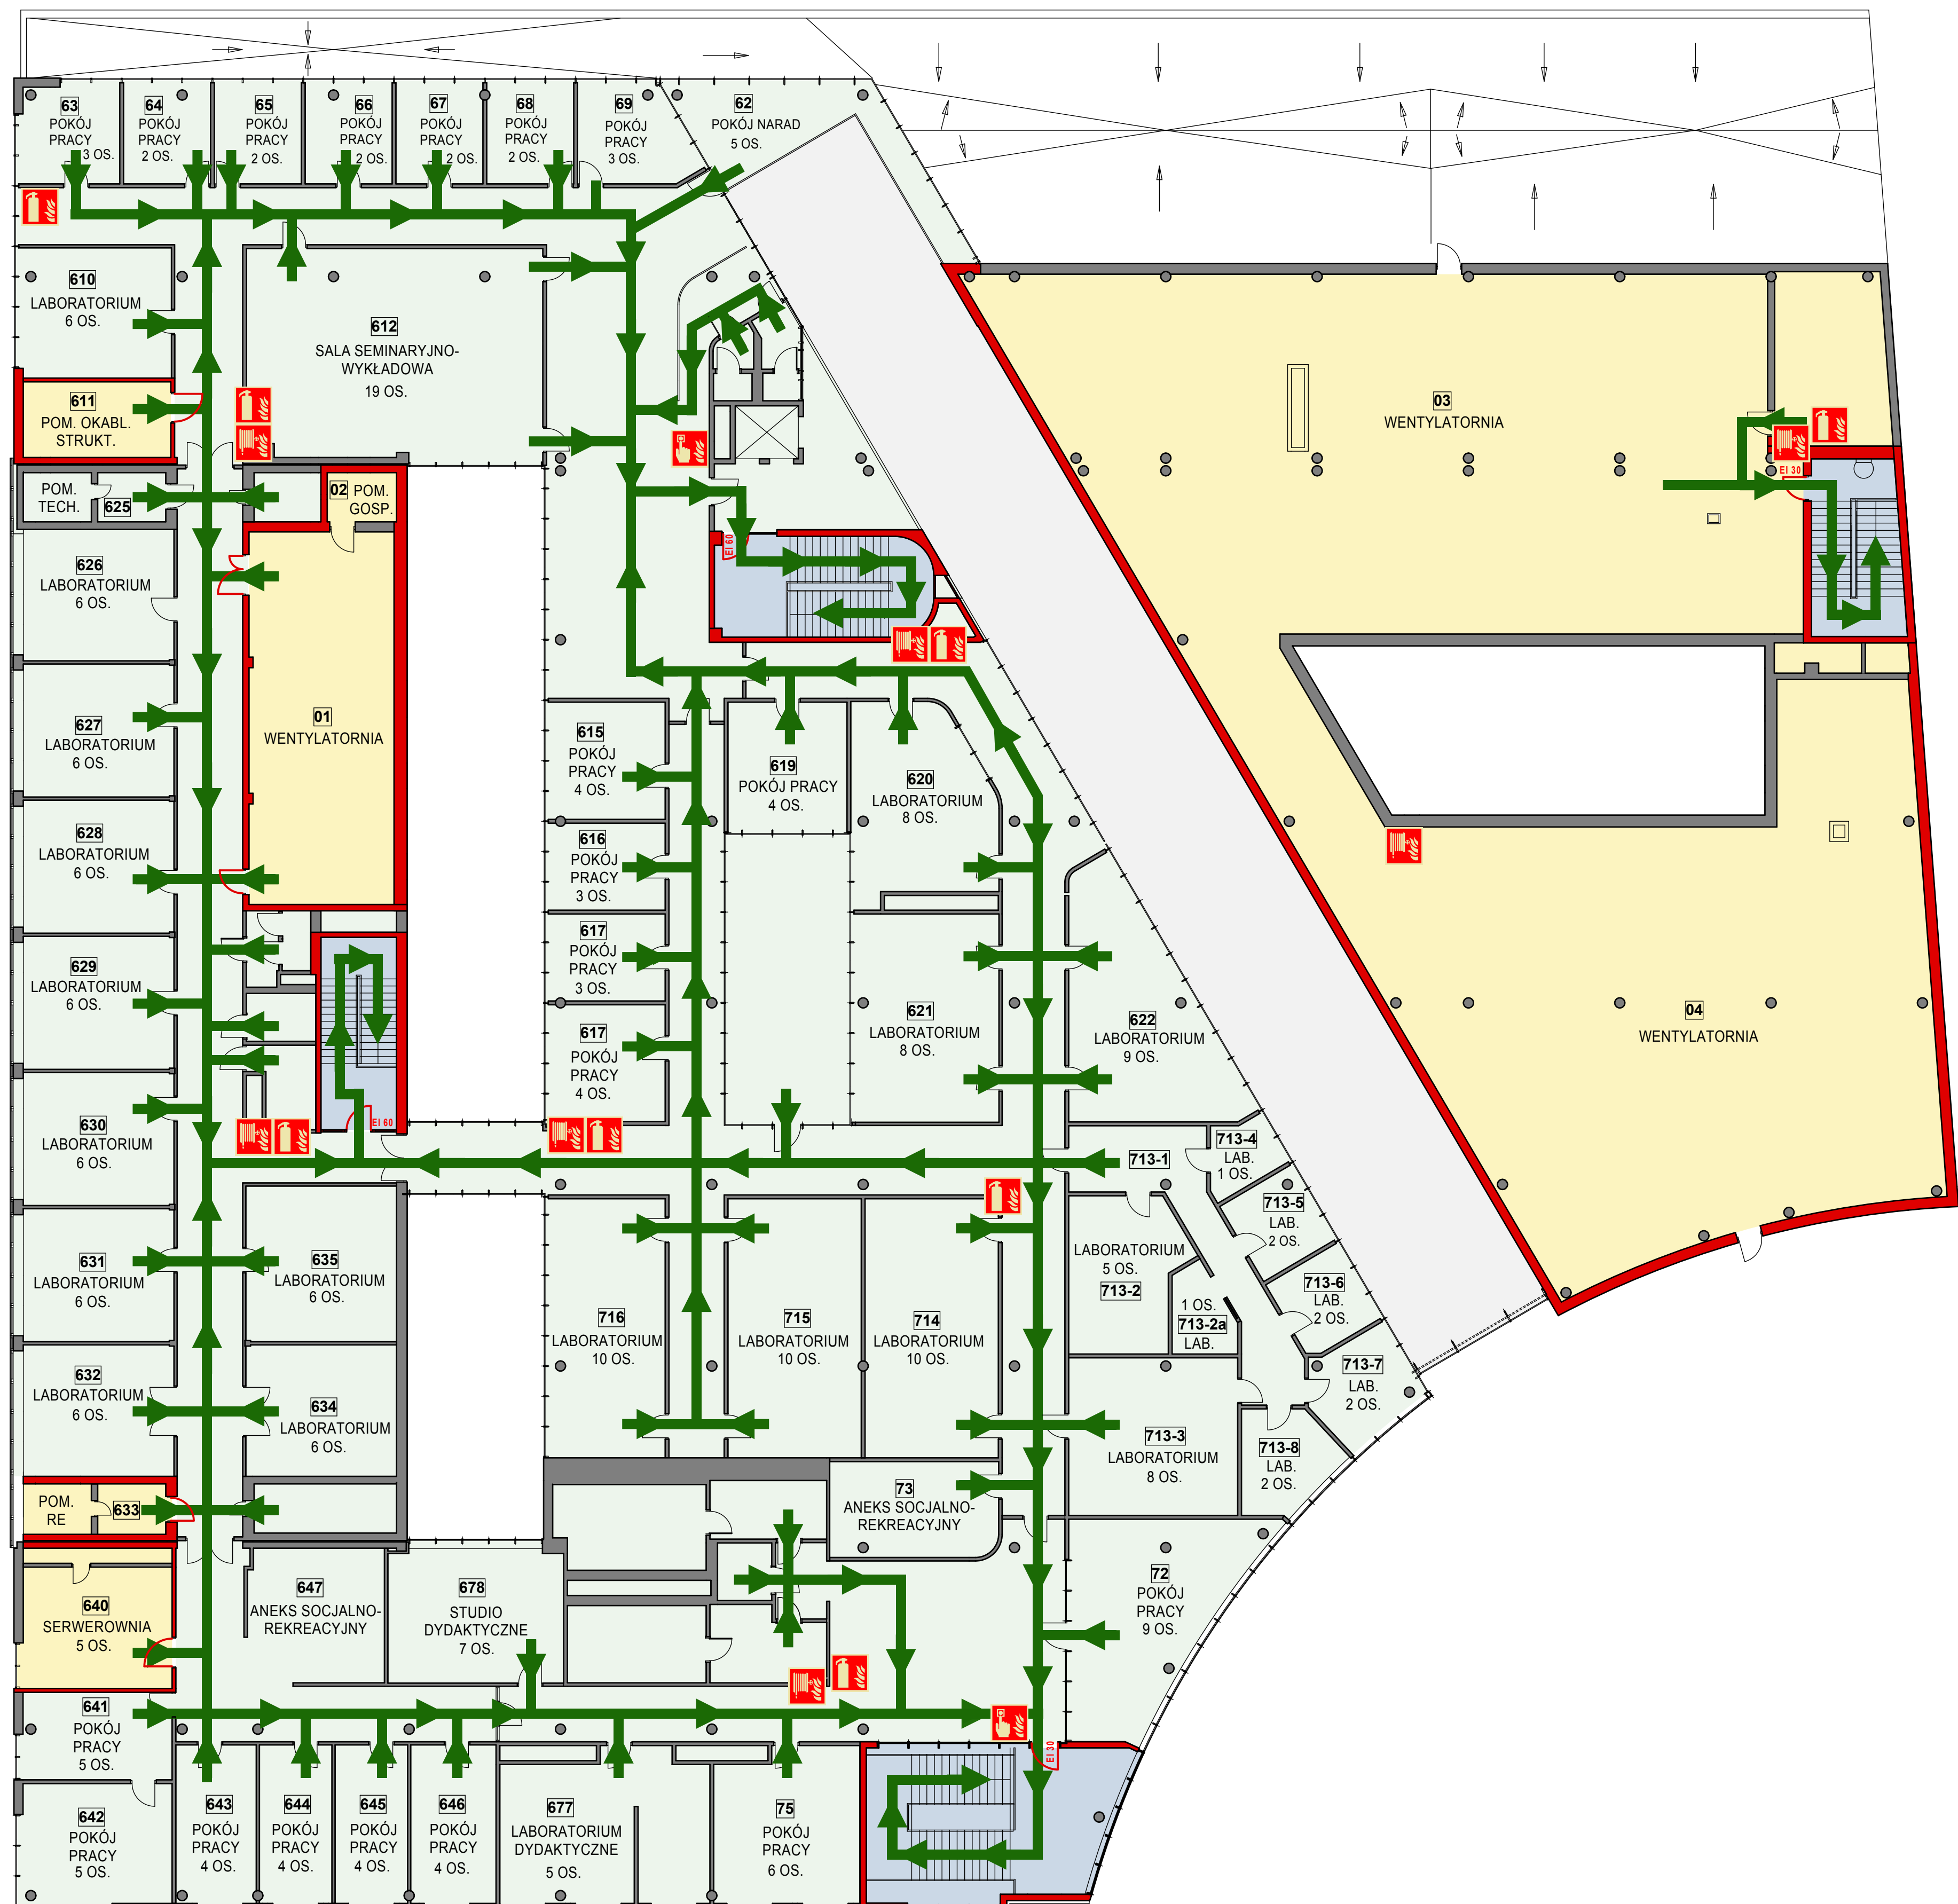 63
POKÓJ
PRACY
3 OS.
64
POKÓJ
PRACY
2 OS.
65
POKÓJ
PRACY
2 OS.
66
POKÓJ
PRACY
2 OS.
67
POKÓJ
PRACY
2 OS.
68
POKÓJ
PRACY
2 OS.
69
POKÓJ
PRACY
3 OS.
62
POKÓJ NARAD
5 OS.
610
LABORATORIUM
6 OS.
612
SALA SEMINARYJNO-
WYKŁADOWA
19 OS.
611
POM. OKABL.
STRUKT.
03
WENTYLATORNIA
EI 30
POM.
TECH.
625
02
POM.
GOSP.
EI 60
626
LABORATORIUM
6 OS.
01
WENTYLATORNIA
627
LABORATORIUM
6 OS.
615
POKÓJ
PRACY
4 OS.
619
POKÓJ PRACY
4 OS.
620
LABORATORIUM
8 OS.
628
LABORATORIUM
6 OS.
616
POKÓJ
PRACY
3 OS.
629
LABORATORIUM
6 OS.
617
POKÓJ
PRACY
3 OS.
617
POKÓJ
PRACY
4 OS.
621
LABORATORIUM
8 OS.
622
LABORATORIUM
9 OS.
04
WENTYLATORNIA
630
LABORATORIUM
6 OS.
EI 60
713-1
713-4
LAB.
1 OS.
713-5
LAB.
2 OS.
631
LABORATORIUM
6 OS.
635
LABORATORIUM
6 OS.
LABORATORIUM
5 OS.
713-2
1 OS.
713-2a
LAB.
713-6
LAB.
2 OS.
716
LABORATORIUM
10 OS.
715
LABORATORIUM
10 OS.
714
LABORATORIUM
10 OS.
632
LABORATORIUM
6 OS.
634
LABORATORIUM
6 OS.
713-7
LAB.
2 OS.
713-3
LABORATORIUM
8 OS.
713-8
LAB.
2 OS.
POM.
RE
633
73
ANEKS SOCJALNO-
REKREACYJNY
640
SERWEROWNIA
5 OS.
647
ANEKS SOCJALNO-
REKREACYJNY
678
STUDIO
DYDAKTYCZNE
7 OS.
72
POKÓJ
PRACY
9 OS.
641
POKÓJ
PRACY
5 OS.
EI 30
642
POKÓJ
PRACY
5 OS.
643
POKÓJ
PRACY
4 OS.
644
POKÓJ
PRACY
4 OS.
645
POKÓJ
PRACY
4 OS.
646
POKÓJ
PRACY
4 OS.
677
LABORATORIUM
DYDAKTYCZNE
5 OS.
75
POKÓJ
PRACY
6 OS.